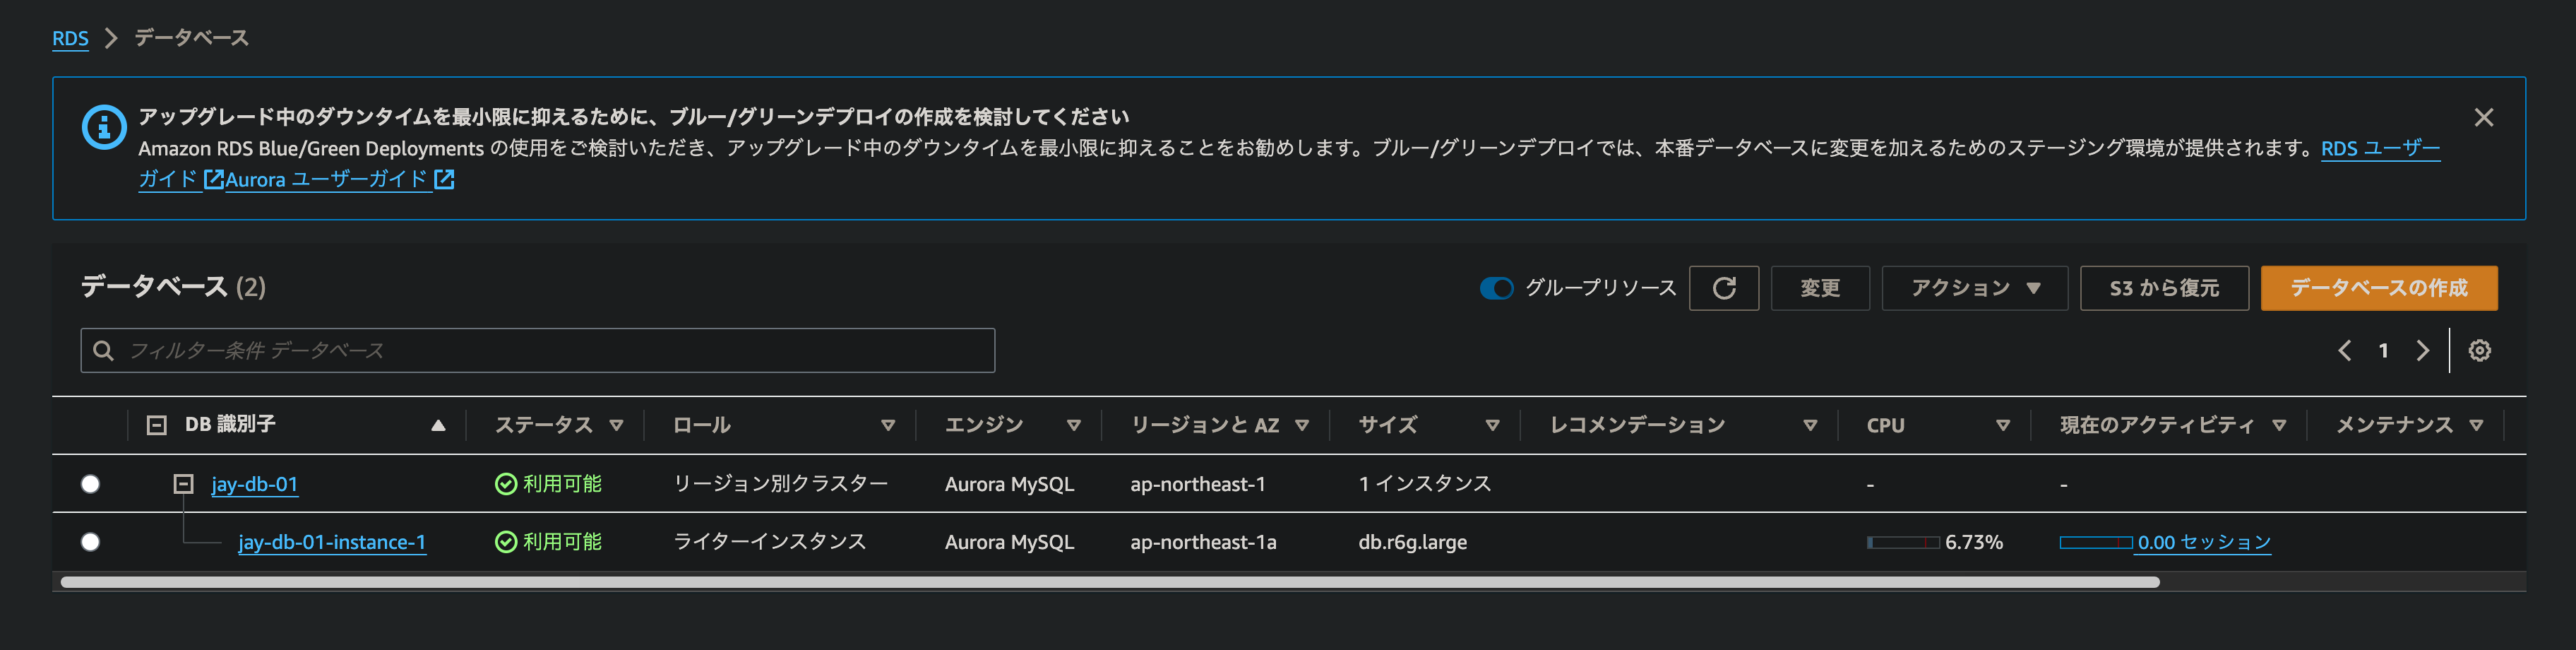 RDS > データベース
アップグレード中のダウンタイムを最小限に抑えるために、ブルー/グリーンデプロイの作成を検討してください
Amazon RDS Blue/Green Deployments の使用をご検討いただき、アップグレード中のダウンタイムを最小限に抑えることをお勧めします。ブルー/グリーンデプロイでは、本番データベースに変更を加えるためのステージング環境が提供されます。RDS ユーザー
ガイド Aurora ユーザーガイド
データベース (2) グループリソース 変更 アクション S3 から復元 データベースの作成
フィルター条件 データベース 1
DB 識別子 ステータス ロール エンジン リージョンと AZ サイズ レコメンデーション CPU 現在のアクティビティ メンテナンス
jay-db-01 利用可能 リージョン別クラスター Aurora MySQL ap-northeast-1 1 インスタンス - -
jay-db-01-instance-1 利用可能 ライターインスタンス Aurora MySQL ap-northeast-1a db.r6g.large 6.73% 0.00 セッション